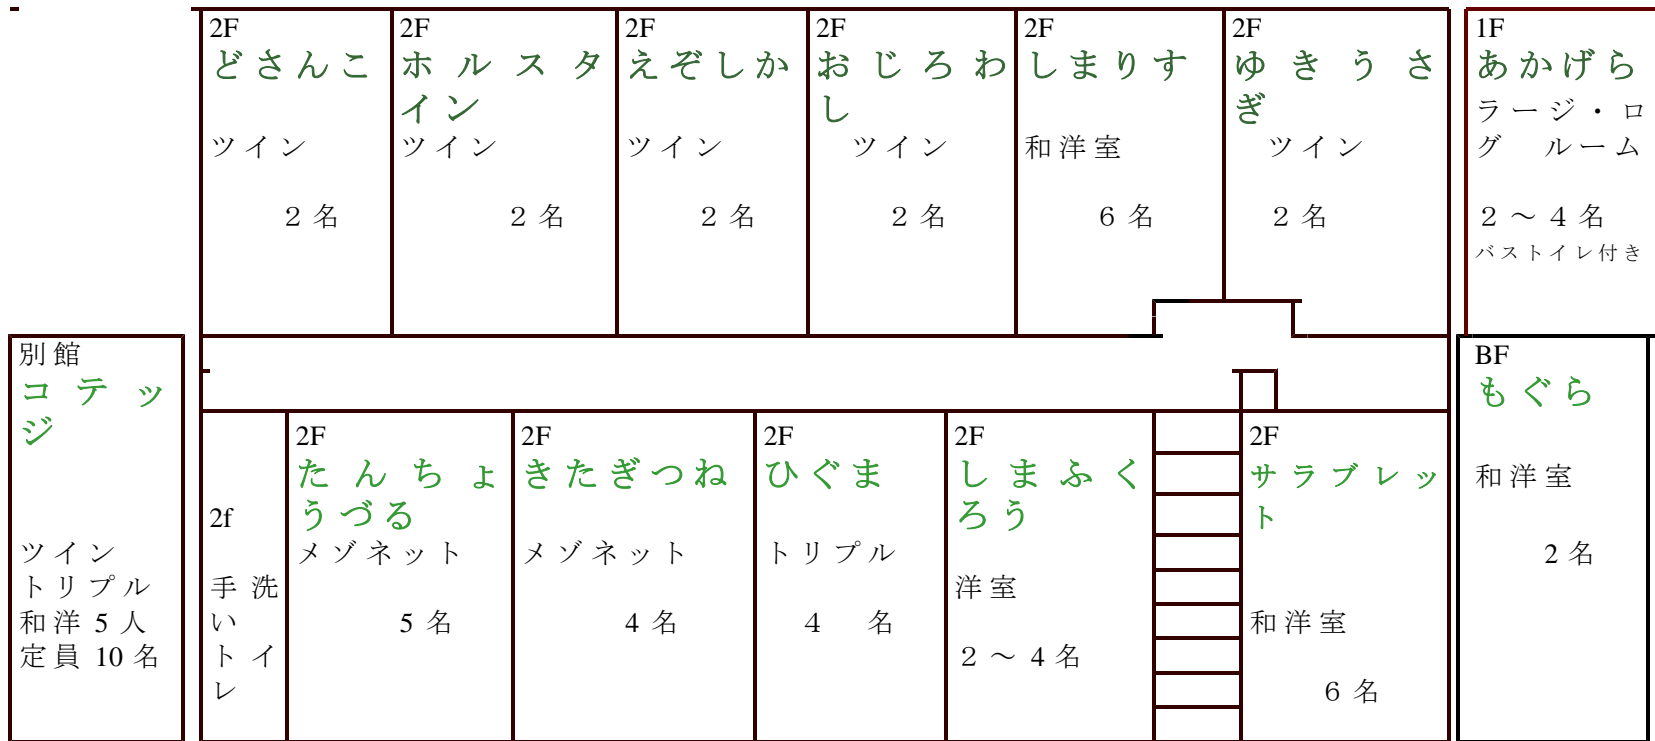 2F
どさんこ
ツイン
２名
2F
ホルスタ
イン
ツイン
２名
2F
えぞしか
ツイン
２名
2F
おじろわ
し
ツイン
２名
2F
しまりす
和洋室
６名
2F
ゆきうさ
ぎ
ツイン
２名
1F
あかげら
ラージ・ロ
グ　ルーム
２～４名
バストイレ付き
別館
コテッ
ジ
ツイン
トリプル
和洋 5 人
定員 10 名
2f
手洗
い
トイ
レ
2F
たんちょ
うづる
メゾネット
5 名
2F
きたぎつね
メゾネット
4 名
2F
ひぐま
トリプル
４　名
2F
しまふく
ろう
洋室
２～ 4 名
2F
サラブレッ
ト
和洋室
６名
BF
もぐら
和洋室
2 名